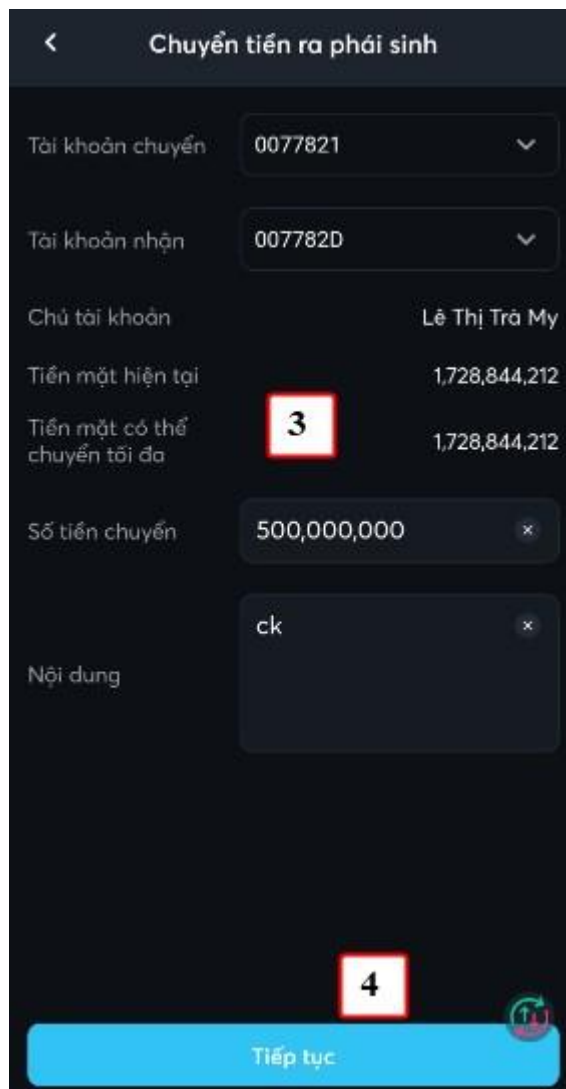 Chuyển tiền ra phái sinh
Tài khoản chuyển 0077821
Tài khoản nhận 007782D
Chủ tài khoản Lê Thị Trà My
Tiền mặt hiện tại 1,728,844,212
Tiền mặt có thể
chuyển tối đa 1,728,844,212
3
Số tiền chuyển 500,000,000
ck
Nội dung
4
Tiếp tục